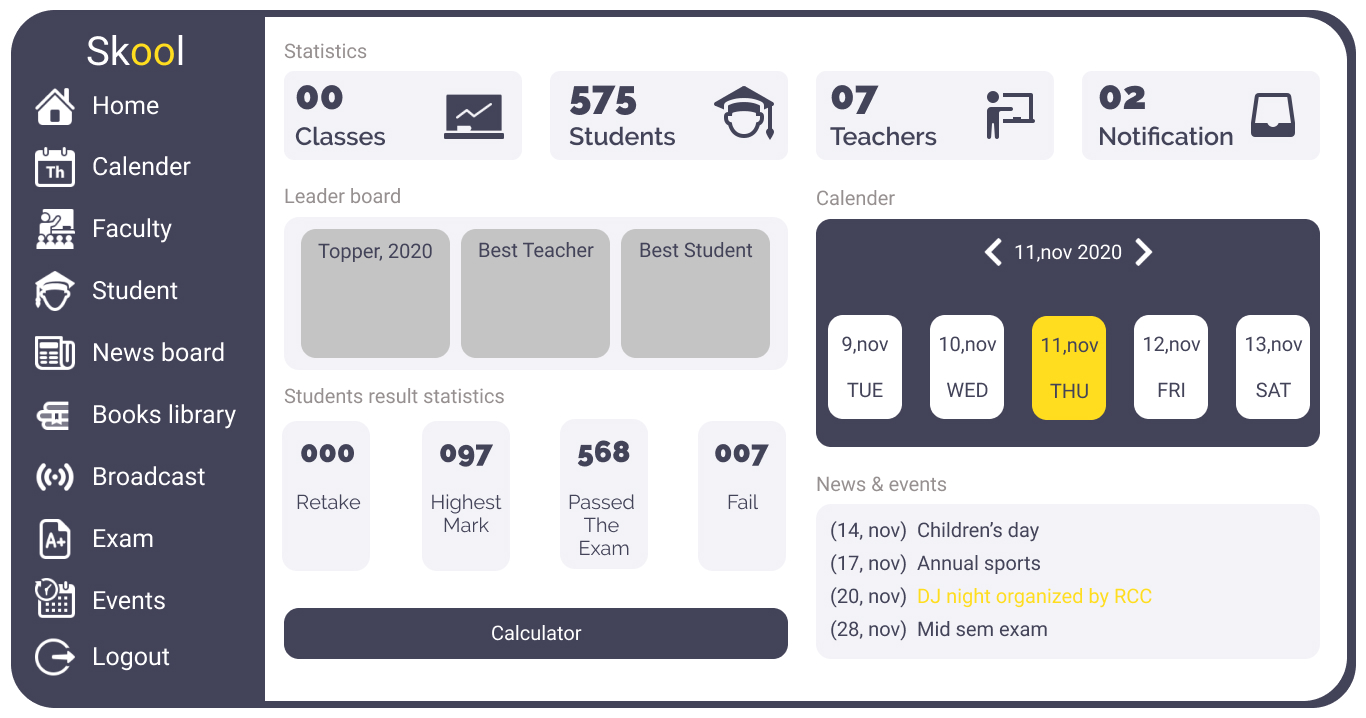 Skool
Home
Calender
Th
Faculty
Student
News board
Books library
Broadcast
A+
Exam
Events
Logout
Statistics
00
Classes
575
Students
07
Teachers
02
Notification
Leader board
Topper, 2020
Best Teacher
Best Student
Students result statistics
000
Retake
097
Highest
Mark
568
Passed
The
Exam
007
Fail
Calculator
Calender
11,nov 2020
9,nov
TUE
10,nov
WED
11,nov
THU
12,nov
FRI
13,nov
SAT
News & events
(14, nov) Children’s day
(17, nov) Annual sports
(20, nov) DJ night organized by RCC
(28, nov) Mid sem exam